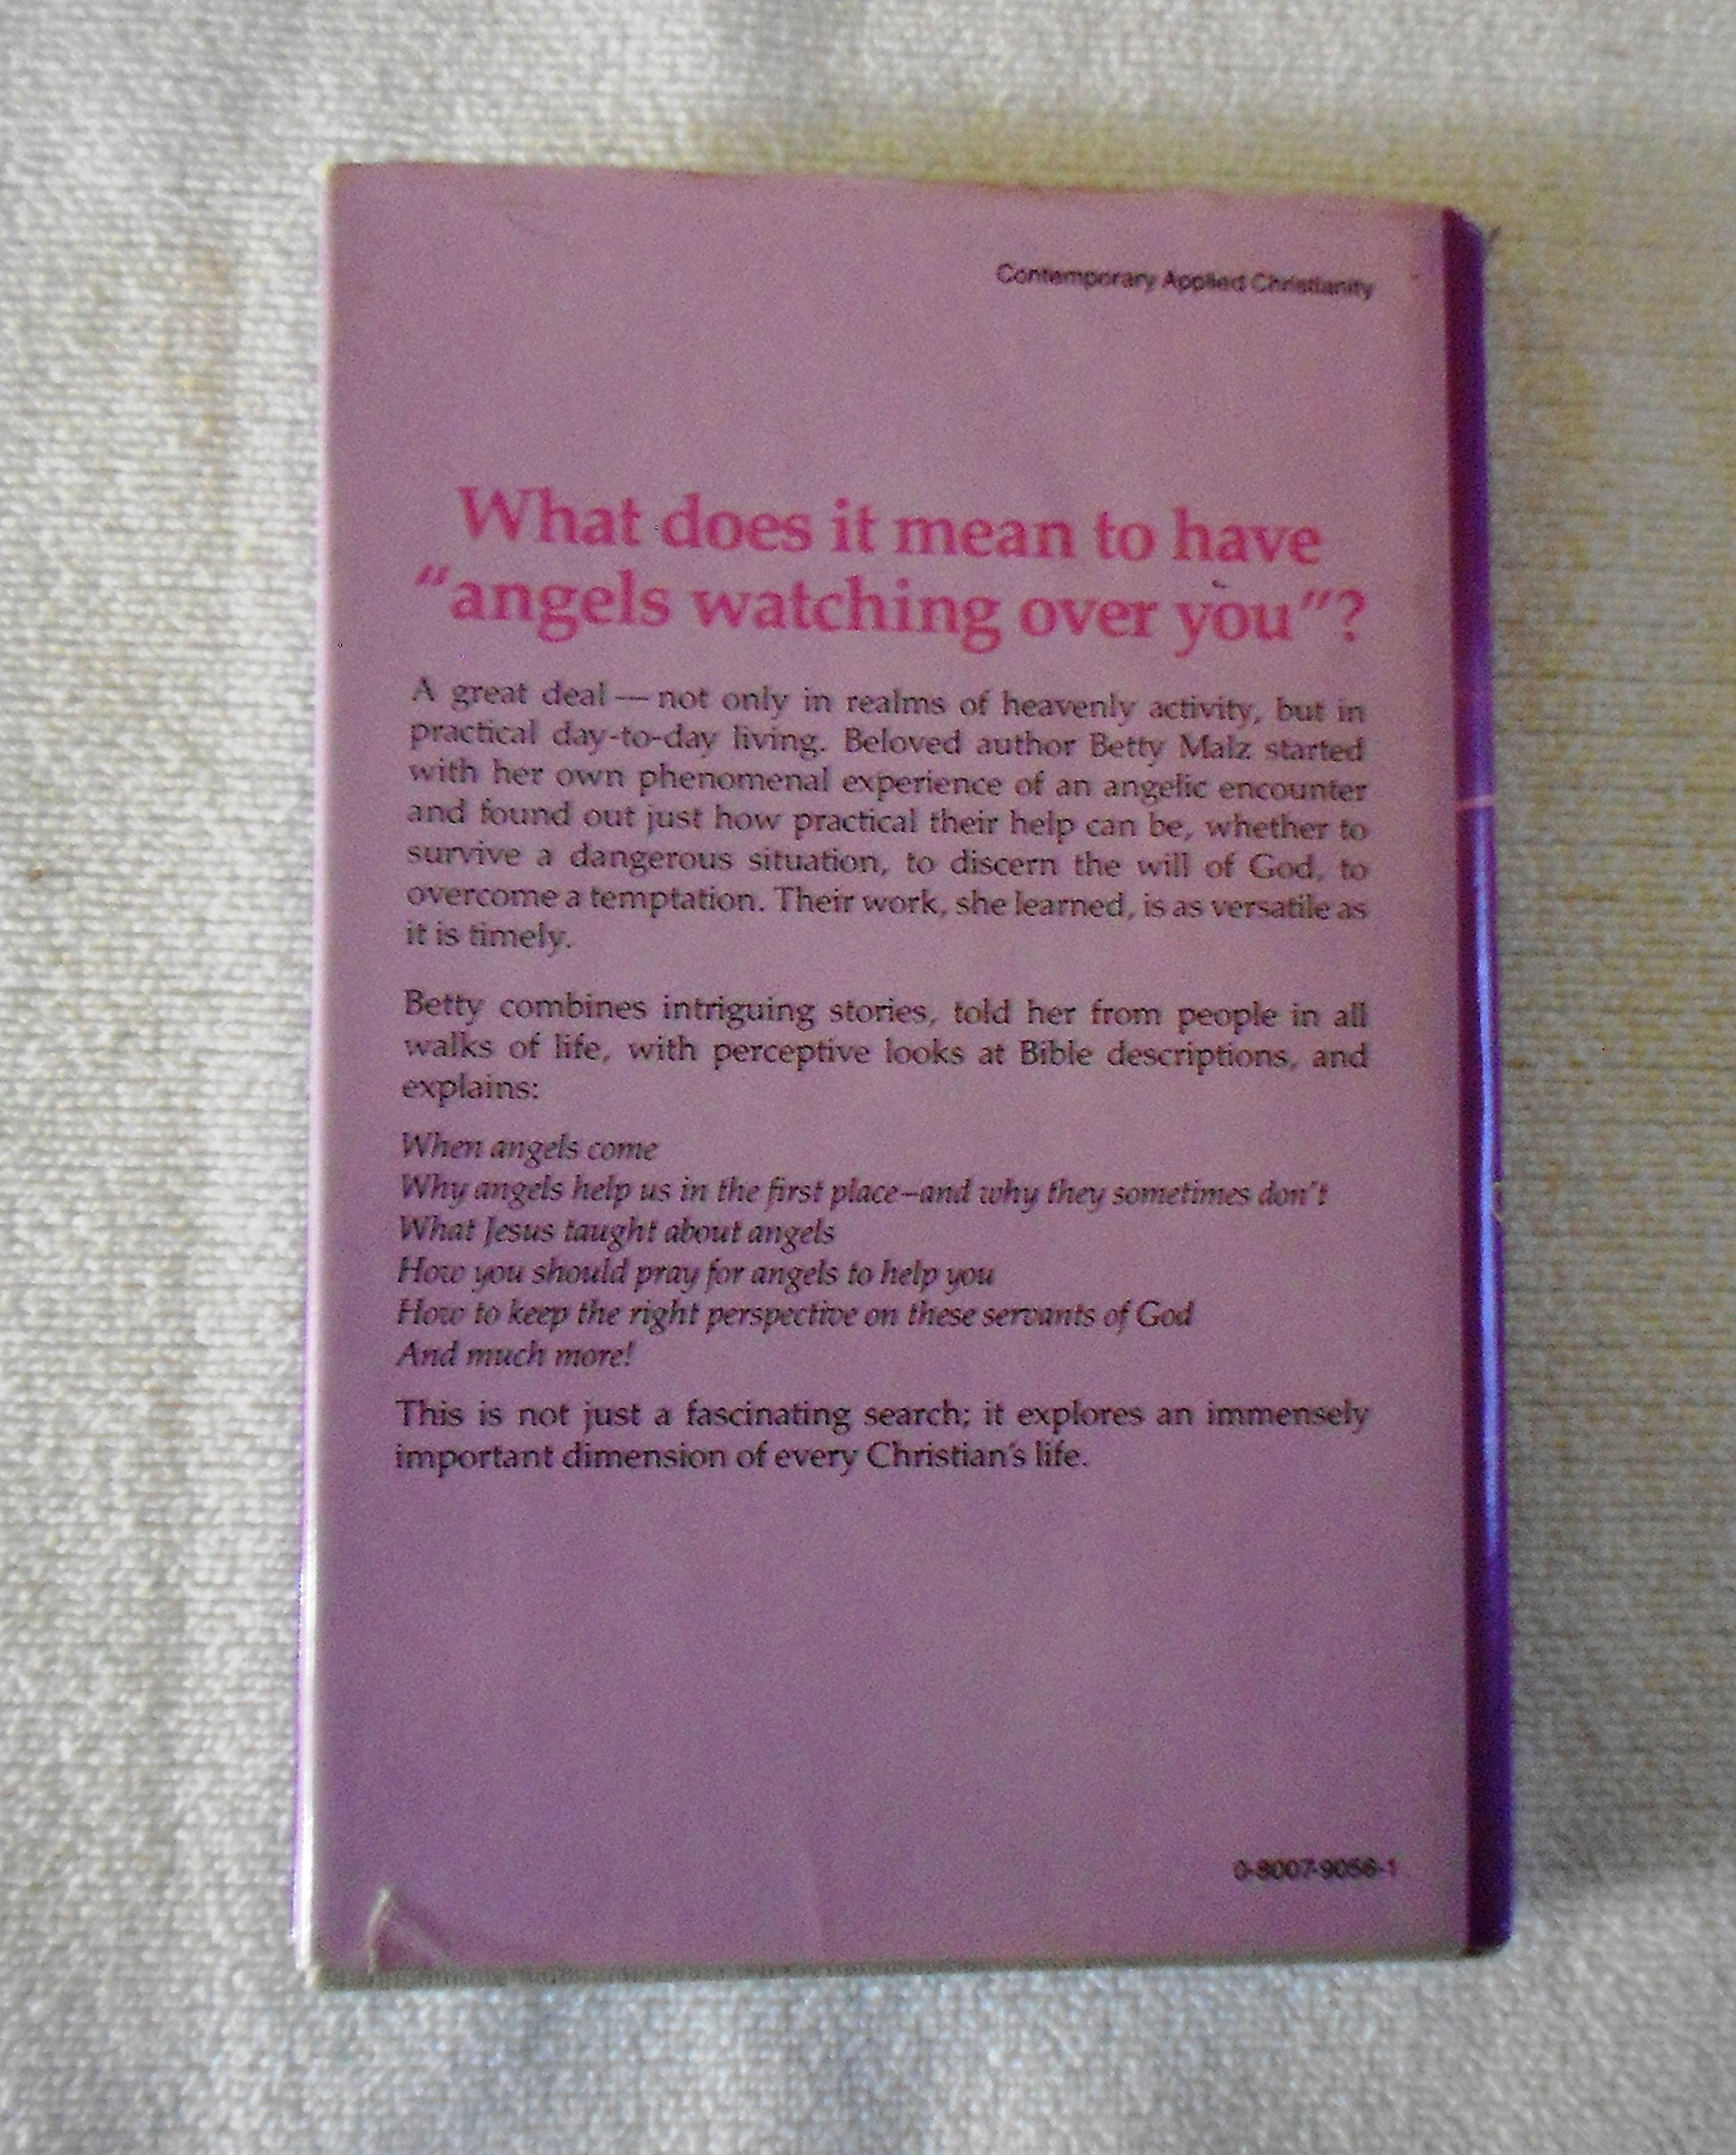 Contemporary Applied Christianity
What does it mean to have
"angels watching over you"?
A great deal — not only in realms of heavenly activity, but in
practical day-to-day living. Beloved author Betty Malz started
with her own phenomenal experience of an angelic encounter
and found out just how practical their help can be, whether to
survive a dangerous situation, to discern the will of God, to
overcome a temptation. Their work, she learned, is as versatile as
it is timely.
Betty combines intriguing stories, told her from people in all
walks of life, with perceptive looks at Bible descriptions, and
explains:
When angels come
Why angels help us in the first place–and why they sometimes don't
What Jesus taught about angels
How you should pray for angels to help you
How to keep the right perspective on these servants of God
And much more!
This is not just a fascinating search; it explores an immensely
important dimension of every Christian's life.
0-8007-9056-1